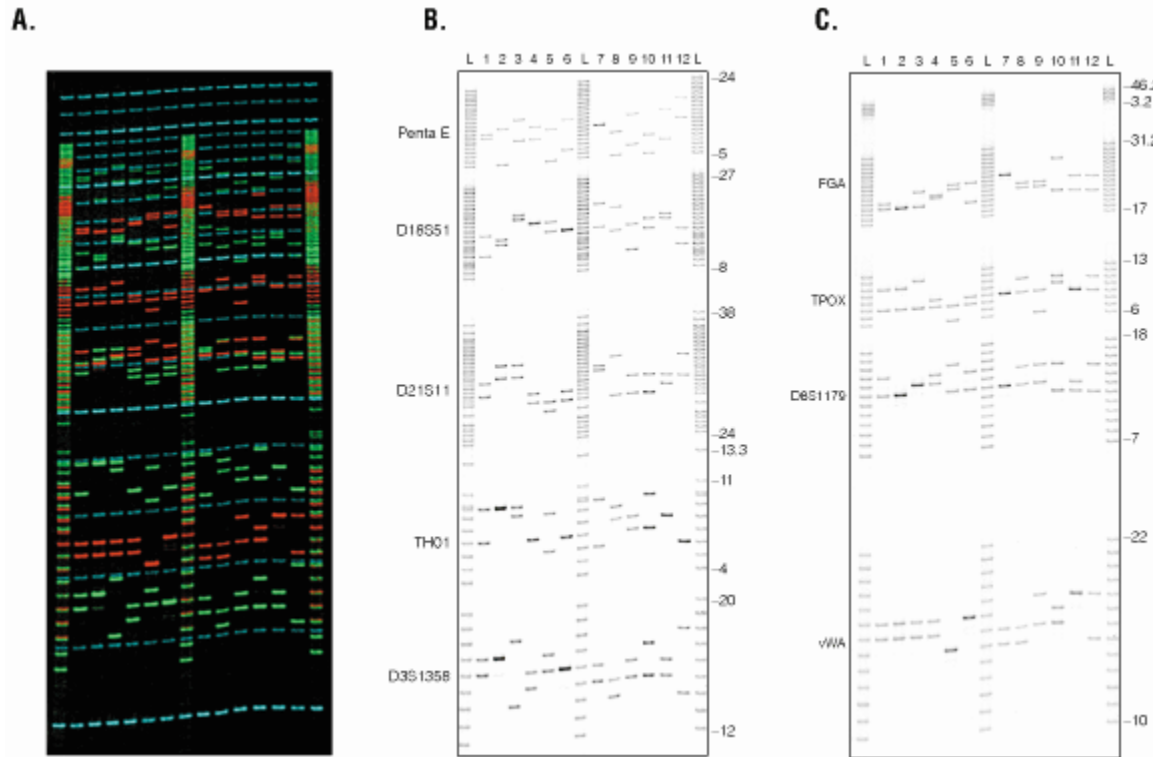 A.
B.
C.
L 1 2 3 4 5 6 L 7 8 9 10 11 12 L
Penta E
D18S51
D21S11
TH01
D3S1358
-24
-5
-27
-8
-38
-24
-13.3
-11
-4
-20
-12
L 1 2 3 4 5 6 L 7 8 9 10 11 12 L
FGA
TPOX
D8S1179
vWA
-3.2
-31.2
-17
-13
-6
-18
-7
-22
-10